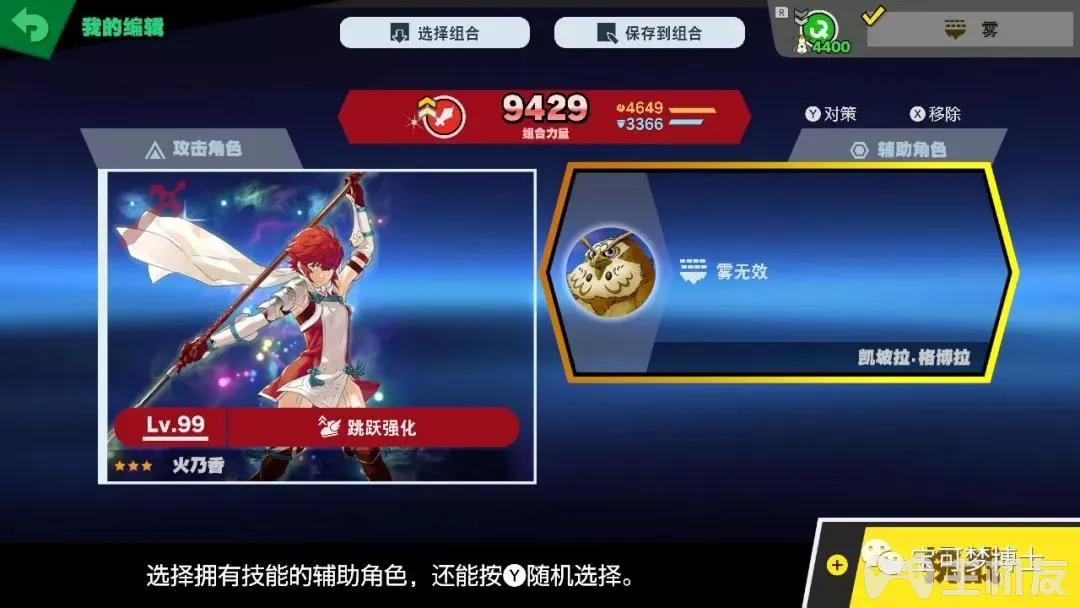 我的编辑
选择组合
保存到组合
R
4400
雾
9429
组合力量
4649
3366
Y对策
X移除
攻击角色
辅助角色
雾无效
凯坡拉·格博拉
Lv.99
跳跃强化
火乃香
宝可梦博士
主机友
选择拥有技能的辅助角色，还能按Y随机选择。